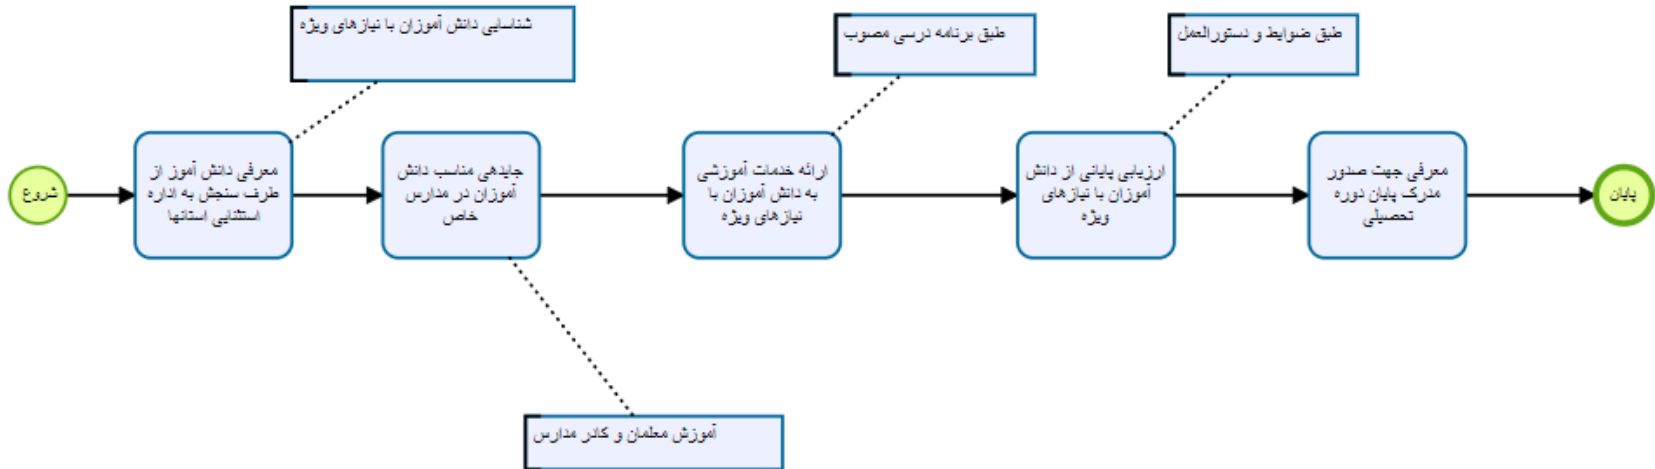 شناسایی دانش آموزان با نیازهای ویژه
طبق برنامه درسی مصوب
طبق ضوابط و دستورالعمل
شروع
معرفی دانش آموز از
طرف سنجش به اداره
استثنایی استانها
جایدهی مناسب دانش
آموزان در مدارس
خاص
ارائه خدمات آموزشی
به دانش آموزان با
نیازهای ویژه
ارزیابی پایانی از دانش
آموزان با نیازهای
ویژه
معرفی جهت صدور
مدرک پایان دوره
تحصیلی
پایان
آموزش معلمان و کادر مدارس